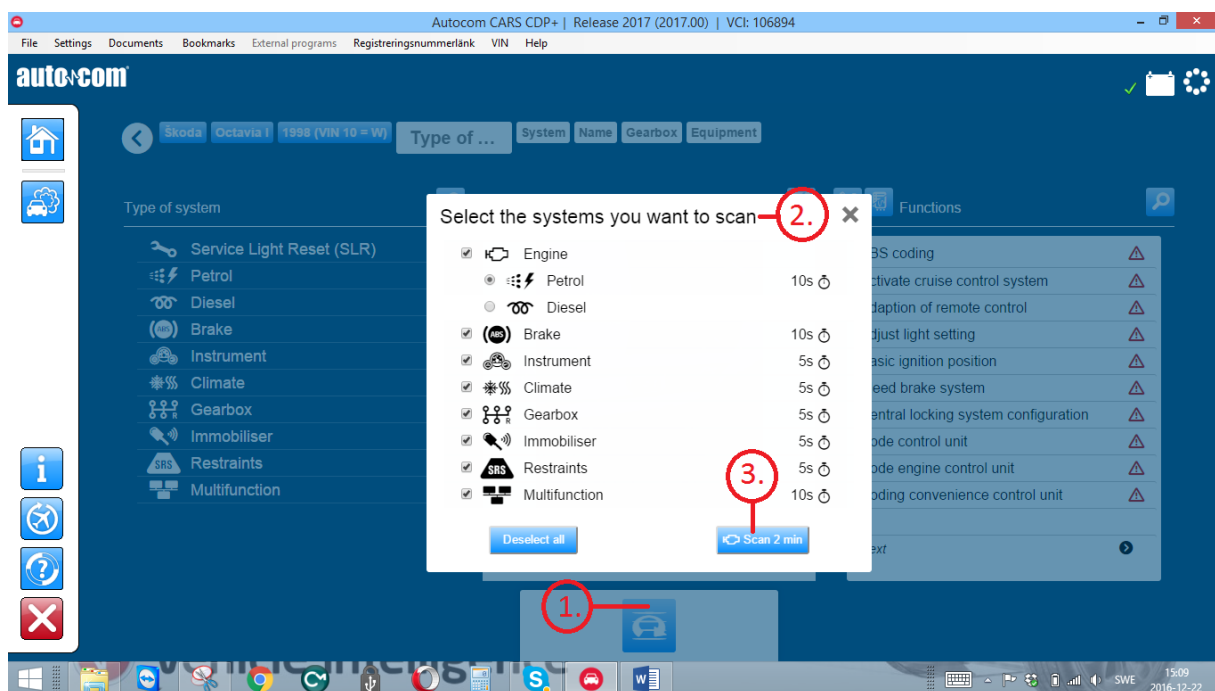 Autocom CARS CDP+ | Release 2017 (2017.00) | VCI: 106894
File Settings Documents Bookmarks External programs Registreringsnummerlänk VIN Help
auto com
Škoda Octavia I 1998 (VIN 10 = W) Type of ... System Name Gearbox Equipment
Type of system
Service Light Reset (SLR)
Petrol
Diesel
ABS Brake
Instrument
Climate
R Gearbox
Immobiliser
SRS Restraints
Multifunction
Select the systems you want to scan 2.
Engine
Petrol 10s
Diesel
ABS Brake 10s
Instrument 5s
Climate 5s
R Gearbox 5s
Immobiliser 5s
SRS Restraints 5s
Multifunction 10s
3.
Deselect all Scan 2 min
Functions
BS coding
ctivate cruise control system
daption of remote control
djust light setting
asic ignition position
eed brake system
entral locking system configuration
ode control unit
ode engine control unit
oding convenience control unit
ext
1.
SWE 15:09
2016-12-22